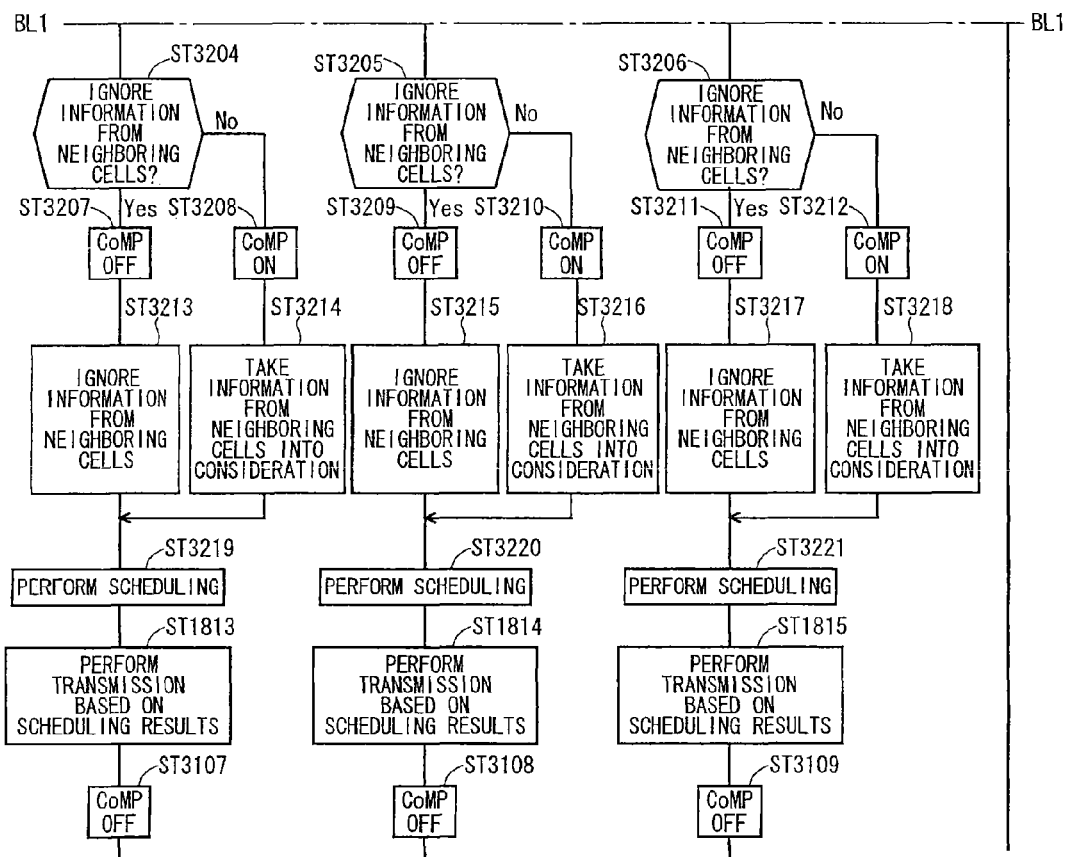 BL1
BL1
ST3204
ST3205
ST3206
IGNORE
INFORMATION
FROM
NEIGHBORING
CELLS?
No
IGNORE
INFORMATION
FROM
NEIGHBORING
CELLS?
No
IGNORE
INFORMATION
FROM
NEIGHBORING
CELLS?
No
ST3207
Yes
ST3208
ST3209
Yes
ST3210
ST3211
Yes
ST3212
CoMP
OFF
CoMP
ON
CoMP
OFF
CoMP
ON
CoMP
OFF
CoMP
ON
ST3213
ST3214
ST3215
ST3216
ST3217
ST3218
IGNORE
INFORMATION
FROM
NEIGHBORING
CELLS
TAKE
INFORMATION
FROM
NEIGHBORING
CELLS INTO
CONSIDERATION
IGNORE
INFORMATION
FROM
NEIGHBORING
CELLS
TAKE
INFORMATION
FROM
NEIGHBORING
CELLS INTO
CONSIDERATION
IGNORE
INFORMATION
FROM
NEIGHBORING
CELLS
TAKE
INFORMATION
FROM
NEIGHBORING
CELLS INTO
CONSIDERATION
ST3219
ST3220
ST3221
PERFORM SCHEDULING
PERFORM SCHEDULING
PERFORM SCHEDULING
ST1813
ST1814
ST1815
PERFORM
TRANSMISSION
BASED ON
SCHEDULING RESULTS
PERFORM
TRANSMISSION
BASED ON
SCHEDULING RESULTS
PERFORM
TRANSMISSION
BASED ON
SCHEDULING RESULTS
ST3107
ST3108
ST3109
CoMP
OFF
CoMP
OFF
CoMP
OFF